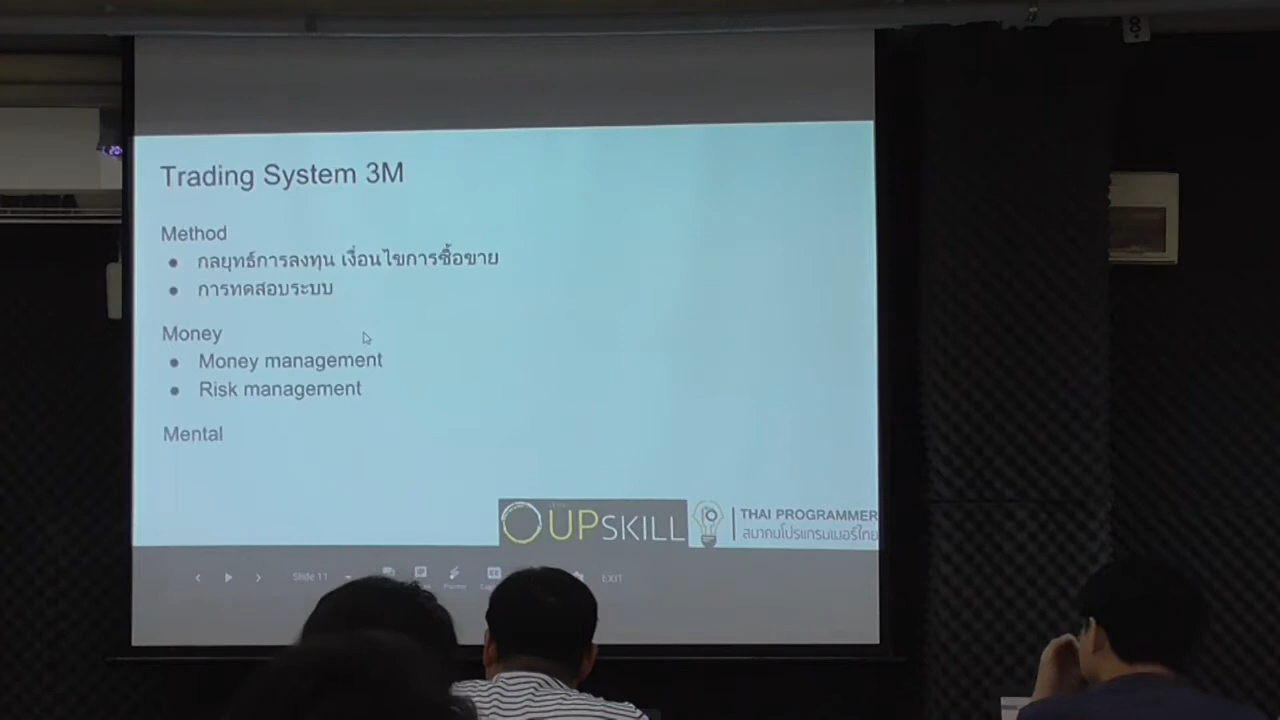 Trading System 3M
Method
● กลยุทธ์การลงทุน เงื่อนไขการซื้อขาย
● การทดสอบระบบ
Money
● Money management
● Risk management
Mental
UPSKILL
THAI PROGRAMMER
สมาคมโปรแกรมเมอร์ไทย
Slide 11
EXIT